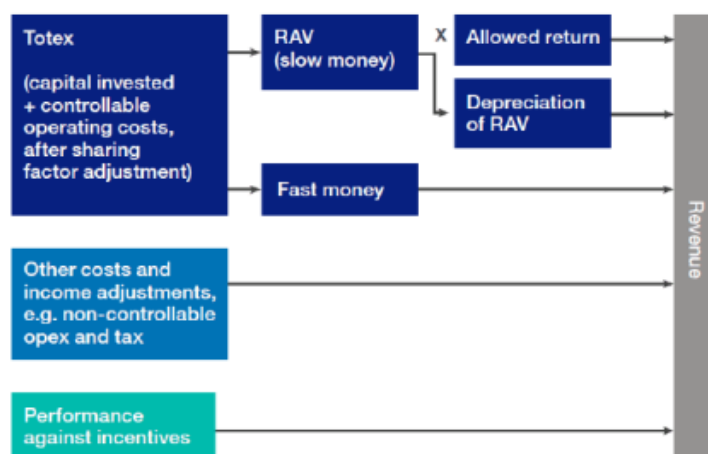 Totex
(capital invested
+ controllable
operating costs,
after sharing
factor adjustment)
RAV
(slow money)
x
Allowed return
Depreciation
of RAV
Fast money
Other costs and
income adjustments,
e.g. non-controllable
opex and tax
Performance
against incentives
Revenue